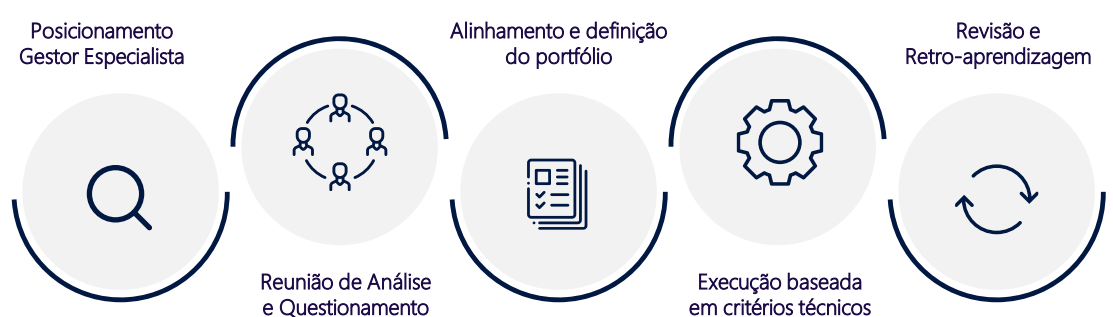 Posicionamento
Gestor Especialista
Reunião de Análise
e Questionamento
Alinhamento e definição
do portfólio
Execução baseada
em critérios técnicos
Revisão e
Retro-aprendizagem